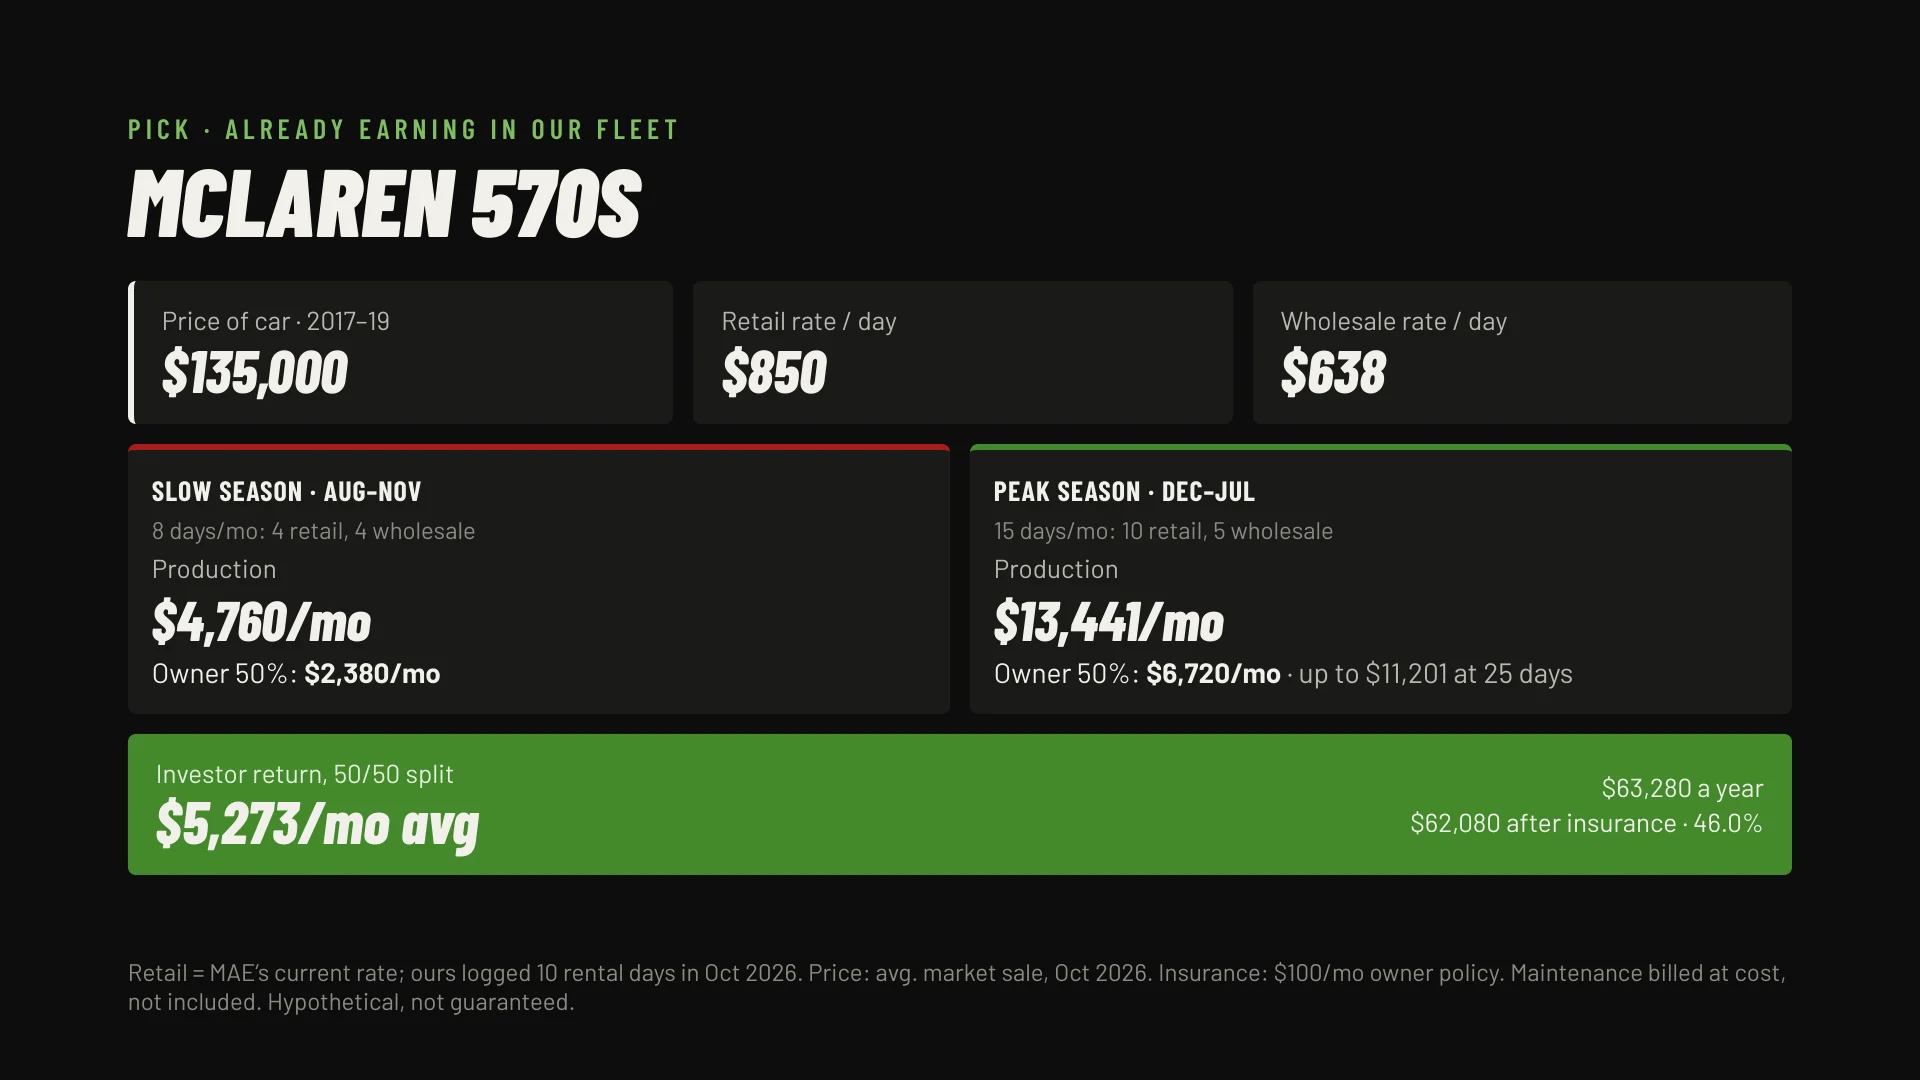 PICK · ALREADY EARNING IN OUR FLEET
MCLAREN 570S
Price of car · 2017–19
$135,000
Retail rate / day
$850
Wholesale rate / day
$638
SLOW SEASON · AUG–NOV
8 days/mo: 4 retail, 4 wholesale
Production
$4,760/mo
Owner 50%: $2,380/mo
PEAK SEASON · DEC–JUL
15 days/mo: 10 retail, 5 wholesale
Production
$13,441/mo
Owner 50%: $6,720/mo · up to $11,201 at 25 days
Investor return, 50/50 split
$5,273/mo avg
$63,280 a year
$62,080 after insurance · 46.0%
Retail = MAE’s current rate; ours logged 10 rental days in Oct 2026. Price: avg. market sale, Oct 2026. Insurance: $100/mo owner policy. Maintenance billed at cost,
not included. Hypothetical, not guaranteed.